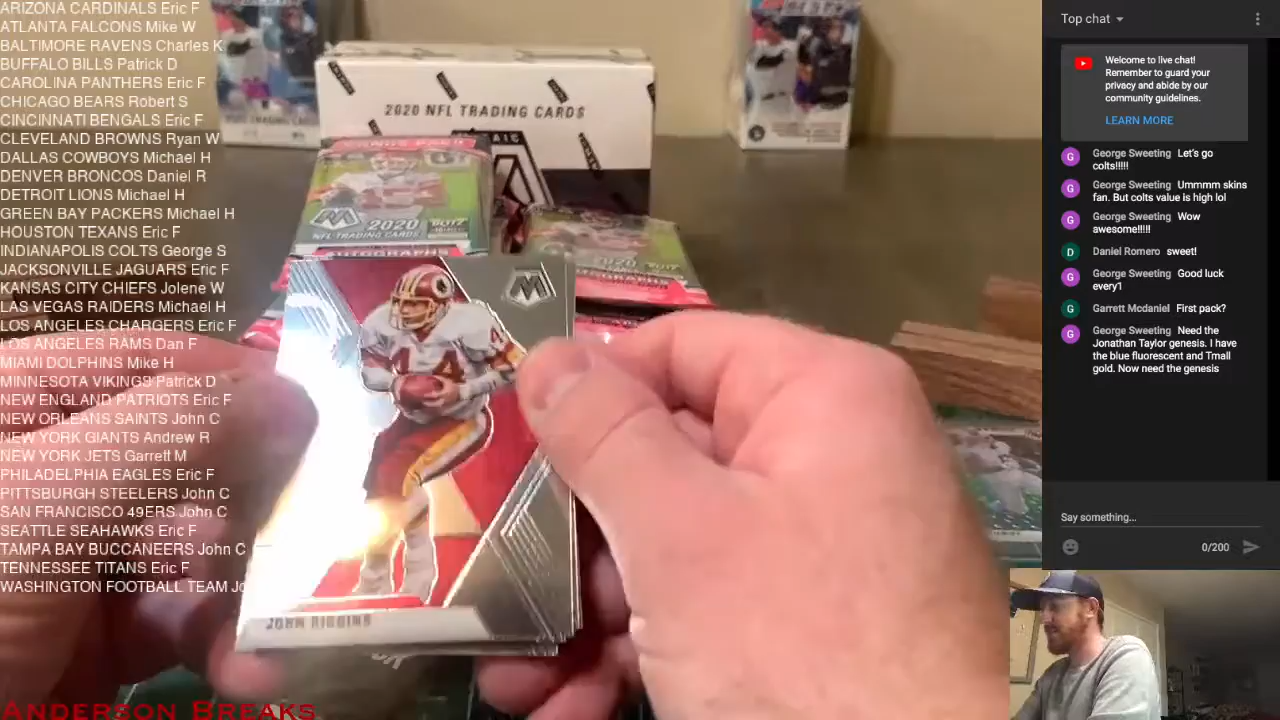 ARIZONA CARDINALS Eric F
ATLANTA FALCONS Mike W
BALTIMORE RAVENS Charles K
BUFFALO BILLS Patrick D
CAROLINA PANTHERS Eric F
CHICAGO BEARS Robert S
CINCINNATI BENGALS Eric F
CLEVELAND BROWNS Ryan W
DALLAS COWBOYS Michael H
DENVER BRONCOS Daniel R
DETROIT LIONS Michael H
GREEN BAY PACKERS Michael H
HOUSTON TEXANS Eric F
INDIANAPOLIS COLTS George S
JACKSONVILLE JAGUARS Eric F
KANSAS CITY CHIEFS Jolene W
LAS VEGAS RAIDERS Michael H
LOS ANGELES CHARGERS Eric F
LOS ANGELES RAMS Dan F
MIAMI DOLPHINS Mike H
MINNESOTA VIKINGS Patrick D
NEW ENGLAND PATRIOTS Eric F
NEW ORLEANS SAINTS John C
NEW YORK GIANTS Andrew R
NEW YORK JETS Garrett M
PHILADELPHIA EAGLES Eric F
PITTSBURGH STEELERS John C
SAN FRANCISCO 49ERS John C
SEATTLE SEAHAWKS Eric F
TAMPA BAY BUCCANEERS John C
TENNESSEE TITANS Eric F
WASHINGTON FOOTBALL TEAM Jo
ANDERSON BREAKS
2020 NFL TRADING CARDS
2020
NFL TRADING CARDS
AUTOGRAPHS
44
JOHN RIGGINS
Top chat
Welcome to live chat!
Remember to guard your
privacy and abide by our
community guidelines.
LEARN MORE
G George Sweeting Let's go
colts!!!!!
G George Sweeting Ummmm skins
fan. But colts value is high lol
G George Sweeting Wow
awesome!!!!!
D Daniel Romero sweet!
G George Sweeting Good luck
every1
G Garrett Mcdaniel First pack?
G George Sweeting Need the
Jonathan Taylor genesis. I have
the blue fluorescent and Tmall
gold. Now need the genesis
Say something...
0/200